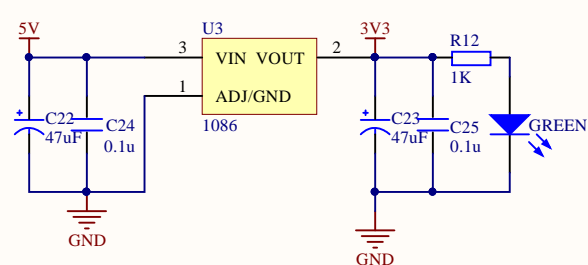 5V
U3
3V3
3
VIN VOUT
2
R12
1
ADJ/GND
1K
+
C22
47uF
C24
0.1u
1086
+
C23
47uF
C25
0.1u
GREEN
GND
GND